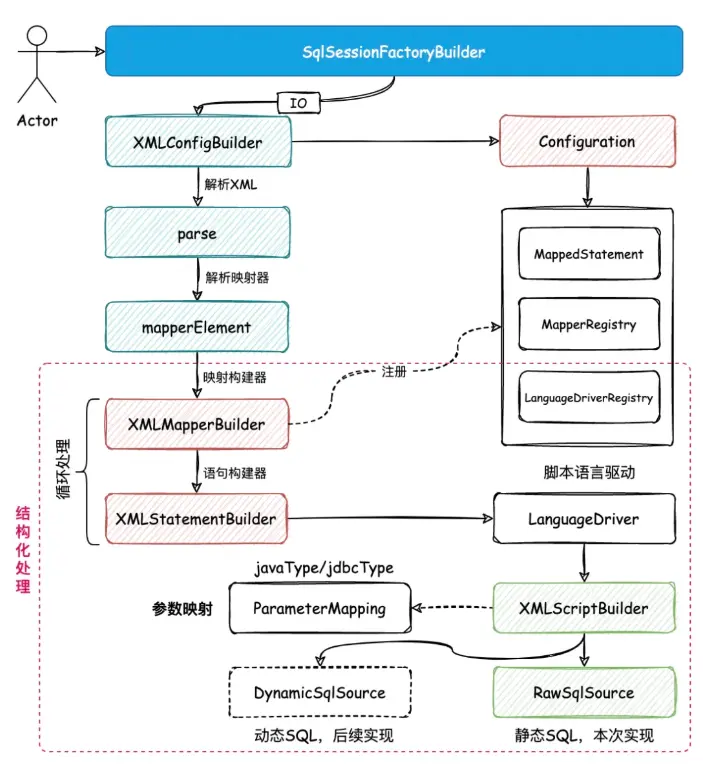 SqlSessionFactoryBuilder
Actor
IO
XMLConfigBuilder
Configuration
解析XML
parse
MappedStatement
解析映射器
mapperElement
MapperRegistry
映射构建器
注册
LanguageDriverRegistry
XMLMapperBuilder
循环处理
语句构建器
脚本语言驱动
XMLStatementBuilder
LanguageDriver
结构化处理
javaType/jdbcType
参数映射
ParameterMapping
XMLScriptBuilder
DynamicSqlSource
RawSqlSource
动态SQL，后续实现
静态SQL，本次实现